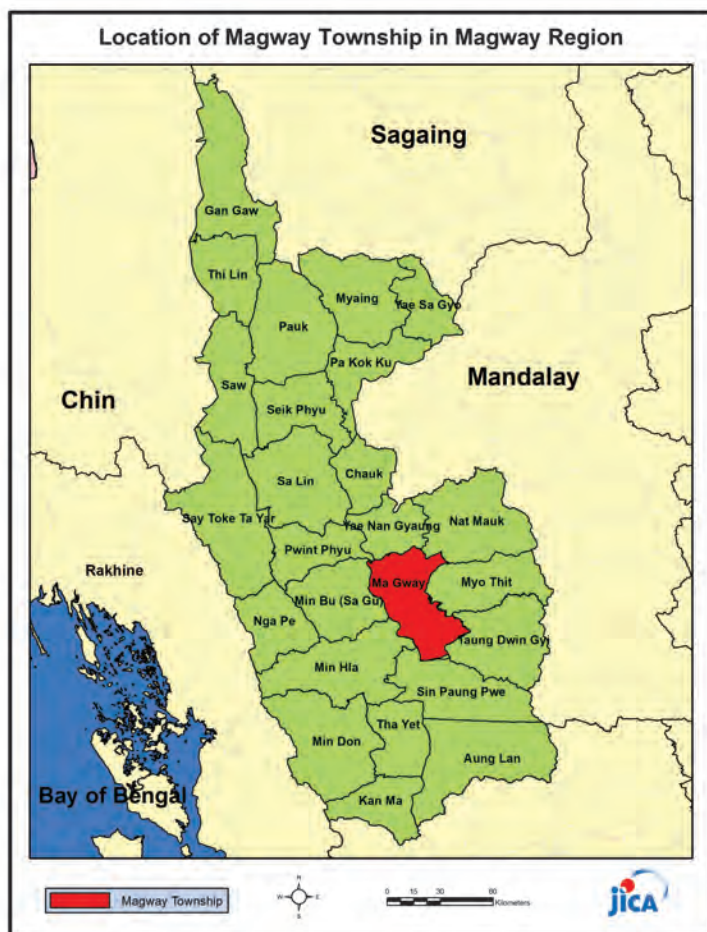 Location of Magway Township in Magway Region
Sagaing
Gan Gaw
Thi Lin
Myaing
Yae Sa Gyo
Pauk
Pa Kok Ku
Mandalay
Saw
Chin
Seik Phyu
Chauk
Sa Lin
Say Toke Ta Yar
Yae Nan Gyaung
Nat Mauk
Pwint Phyu
Rakhine
Ma Gway
Myo Thit
Min Bu (Sa Gu)
Nga Pe
Taung Dwin Gyi
Min Hla
Sin Paung Pwe
Tha Yet
Min Don
Aung Lan
Bay of Bengal
Kan Ma
Magway Township
N
W E
S
0 15 30 60
Kilometers
jICA